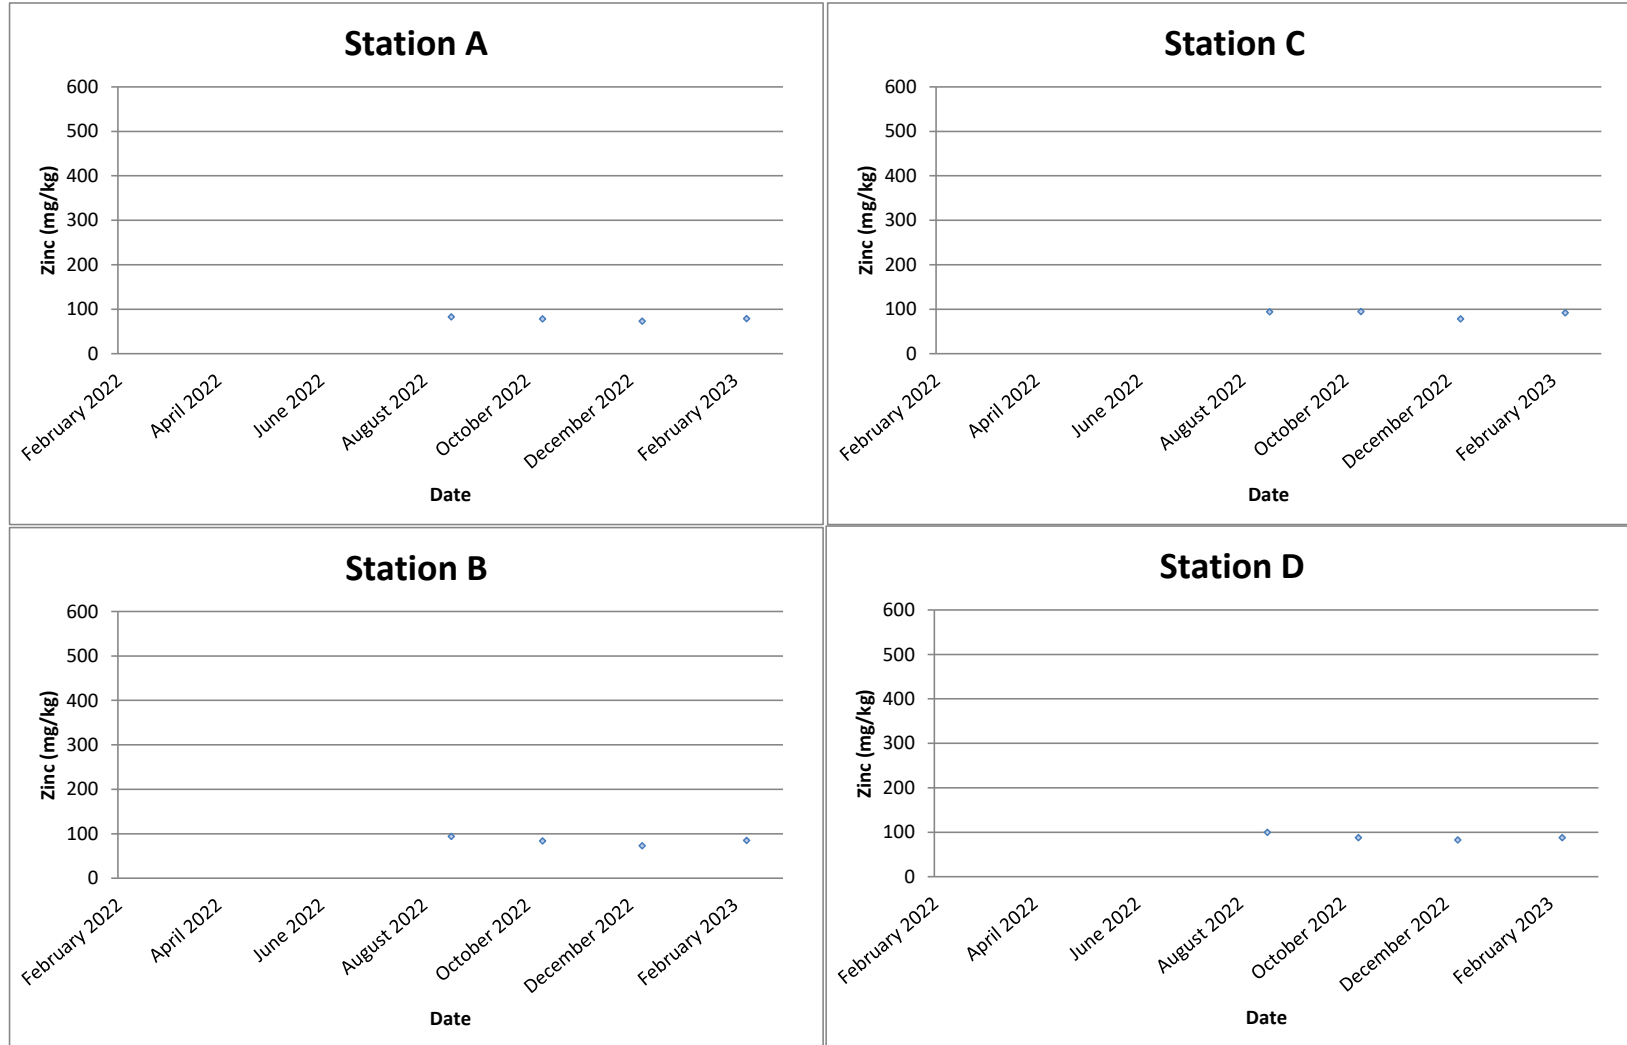 Station A
600
500
400
300
200
100
0
Zinc (mg/kg)
February 2022
April 2022
June 2022
August 2022
October 2022
December 2022
February 2023
Date
Station C
600
500
400
300
200
100
0
Zinc (mg/kg)
February 2022
April 2022
June 2022
August 2022
October 2022
December 2022
February 2023
Date
Station B
600
500
400
300
200
100
0
Zinc (mg/kg)
February 2022
April 2022
June 2022
August 2022
October 2022
December 2022
February 2023
Date
Station D
600
500
400
300
200
100
0
Zinc (mg/kg)
February 2022
April 2022
June 2022
August 2022
October 2022
December 2022
February 2023
Date